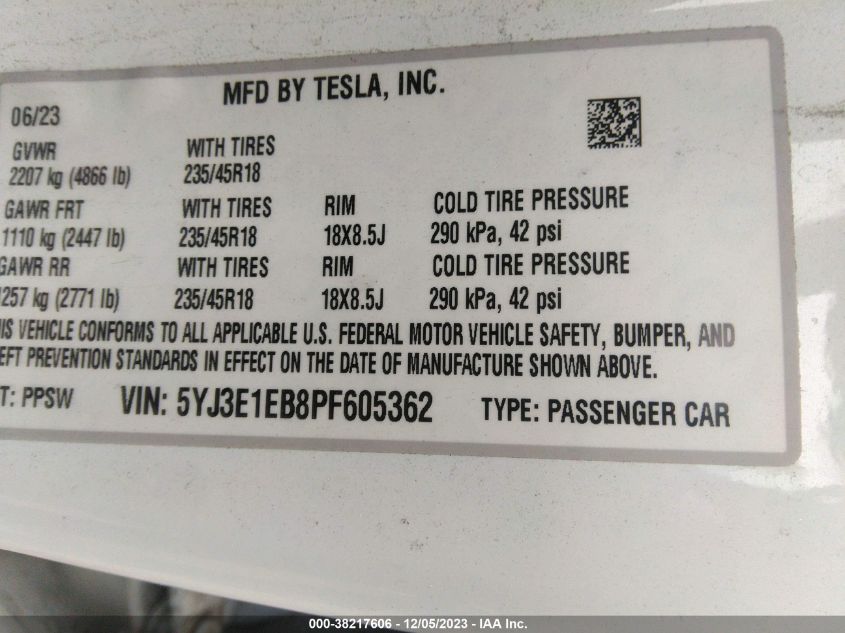 MFD BY TESLA, INC.
06/23
GVWR WITH TIRES
2207 kg (4866 lb) 235/45R18
GAWR FRT WITH TIRES RIM COLD TIRE PRESSURE
1110 kg (2447 lb) 235/45R18 18X8.5J 290 kPa, 42 psi
GAWR RR WITH TIRES RIM COLD TIRE PRESSURE
257 kg (2771 lb) 235/45R18 18X8.5J 290 kPa, 42 psi
IS VEHICLE CONFORMS TO ALL APPLICABLE U.S. FEDERAL MOTOR VEHICLE SAFETY, BUMPER, AND
EFT PREVENTION STANDARDS IN EFFECT ON THE DATE OF MANUFACTURE SHOWN ABOVE.
T: PPSW VIN: 5YJ3E1EB8PF605362 TYPE: PASSENGER CAR
000-38217606 - 12/05/2023 - IAA Inc.